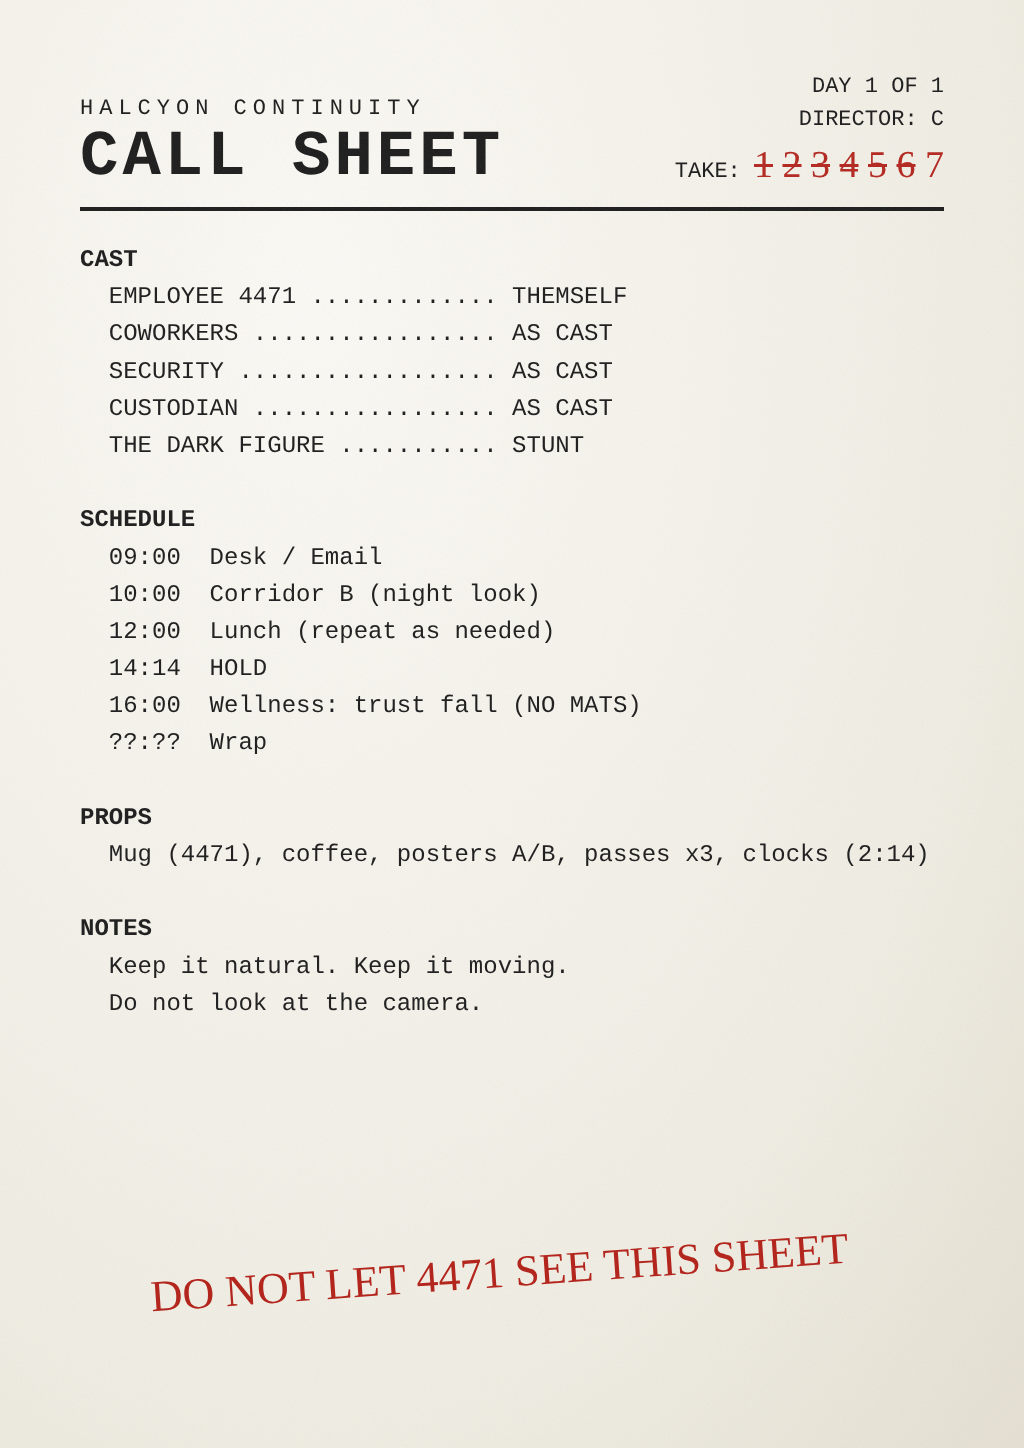 HALCYON CONTINUITY
CALL SHEET
DAY 1 OF 1
DIRECTOR: C
TAKE: 1 2 3 4 5 6 7
CAST
EMPLOYEE 4471 ............. THEMSELF
COWORKERS ................. AS CAST
SECURITY .................. AS CAST
CUSTODIAN ................. AS CAST
THE DARK FIGURE ........... STUNT
SCHEDULE
09:00 Desk / Email
10:00 Corridor B (night look)
12:00 Lunch (repeat as needed)
14:14 HOLD
16:00 Wellness: trust fall (NO MATS)
??:?? Wrap
PROPS
Mug (4471), coffee, posters A/B, passes x3, clocks (2:14)
NOTES
Keep it natural. Keep it moving.
Do not look at the camera.
DO NOT LET 4471 SEE THIS SHEET